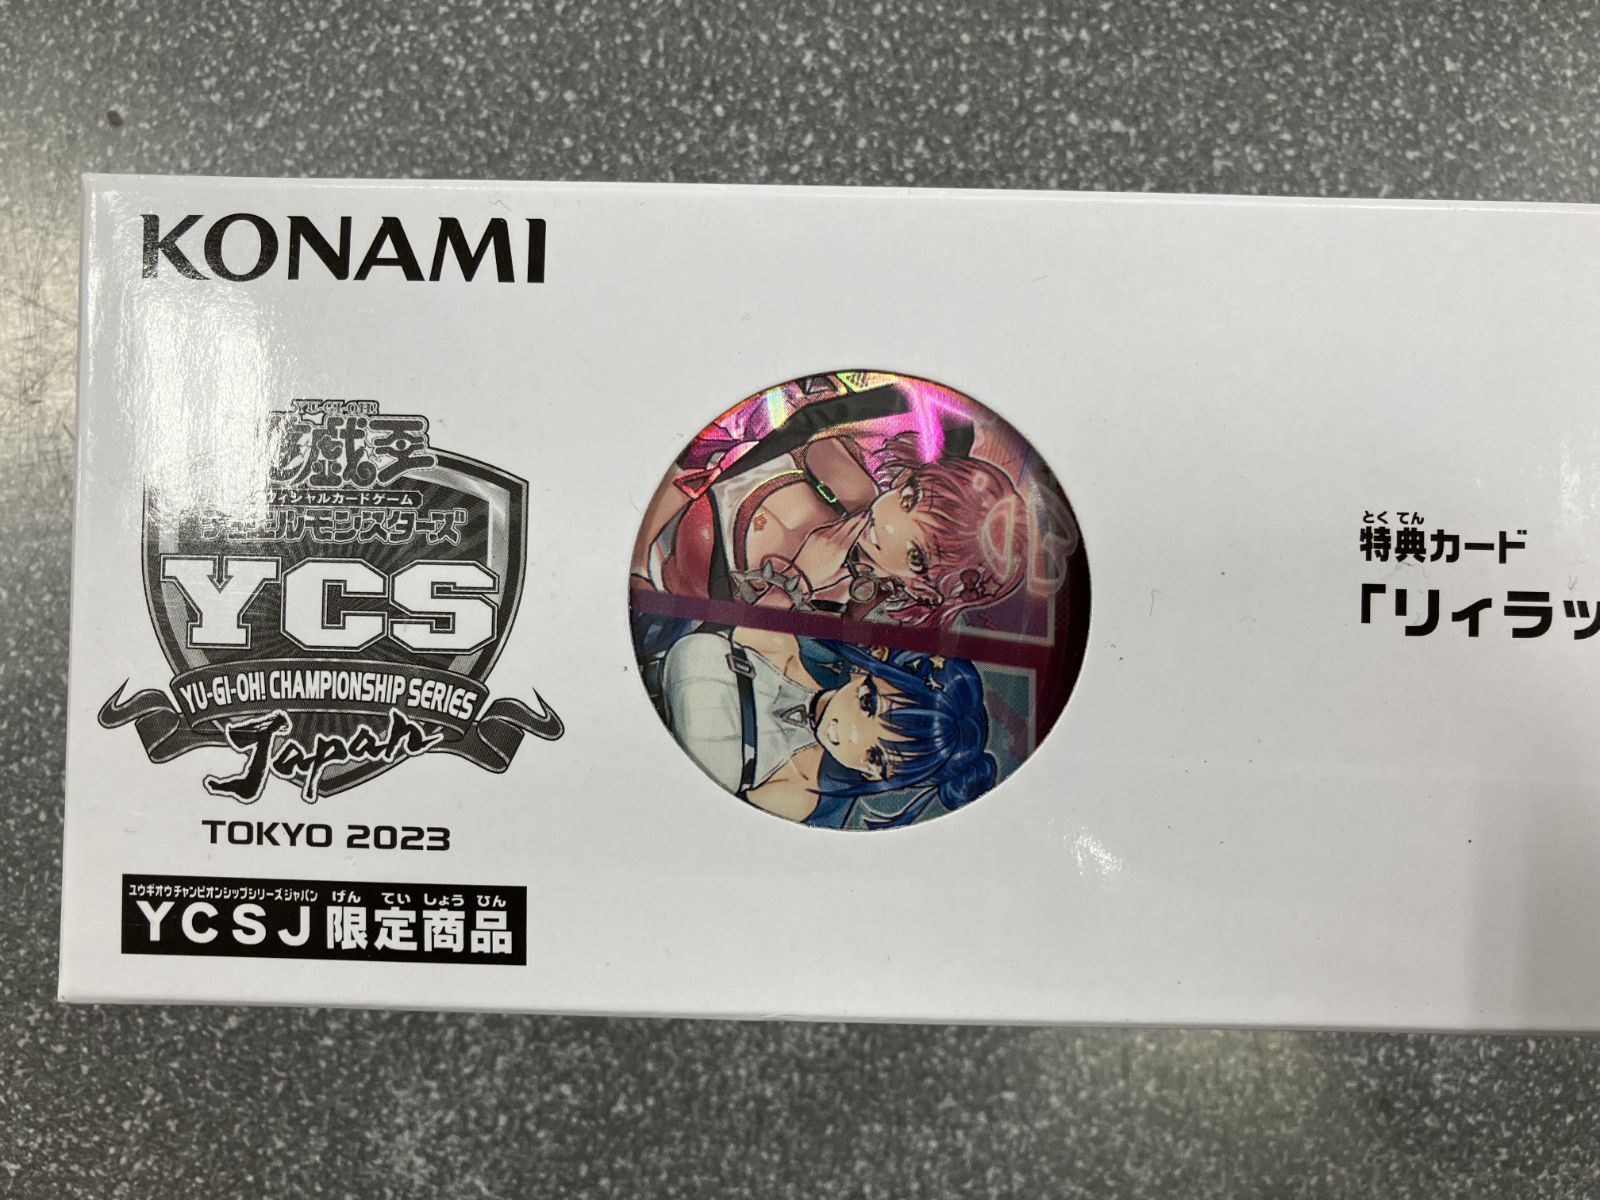 KONAMI
YU-GI-OH!
遊戯王
オフィシャルカードゲーム
デュエルモンスターズ
YCS
YU-GI-OH! CHAMPIONSHIP SERIES
Japan
TOKYO 2023
ユウギオウチャンピオンシップシリーズジャパン げん てい しょう ひん
YCSJ限定商品
とく てん
特典カード
「リィラッ